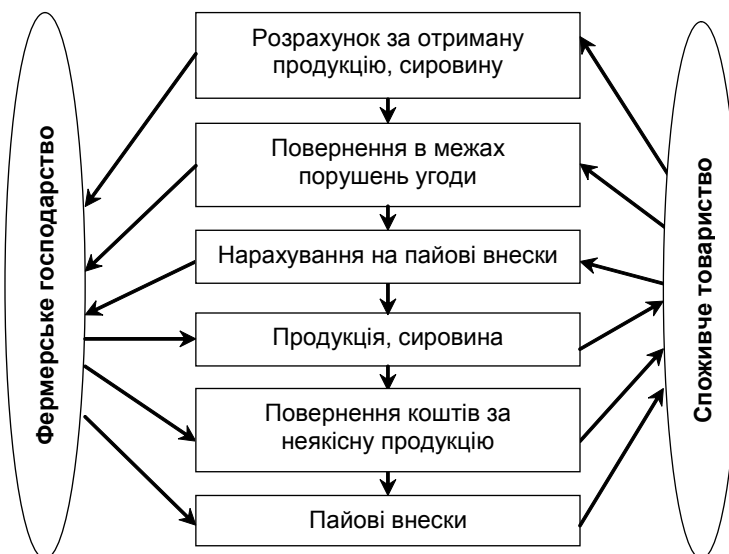 Фермерське господарство
Розрахунок за отриману
продукцію, сировину
Повернення в межах
порушень угоди
Нарахування на пайові внески
Продукція, сировина
Повернення коштів за
неякісну продукцію
Пайові внески
Споживче товариство